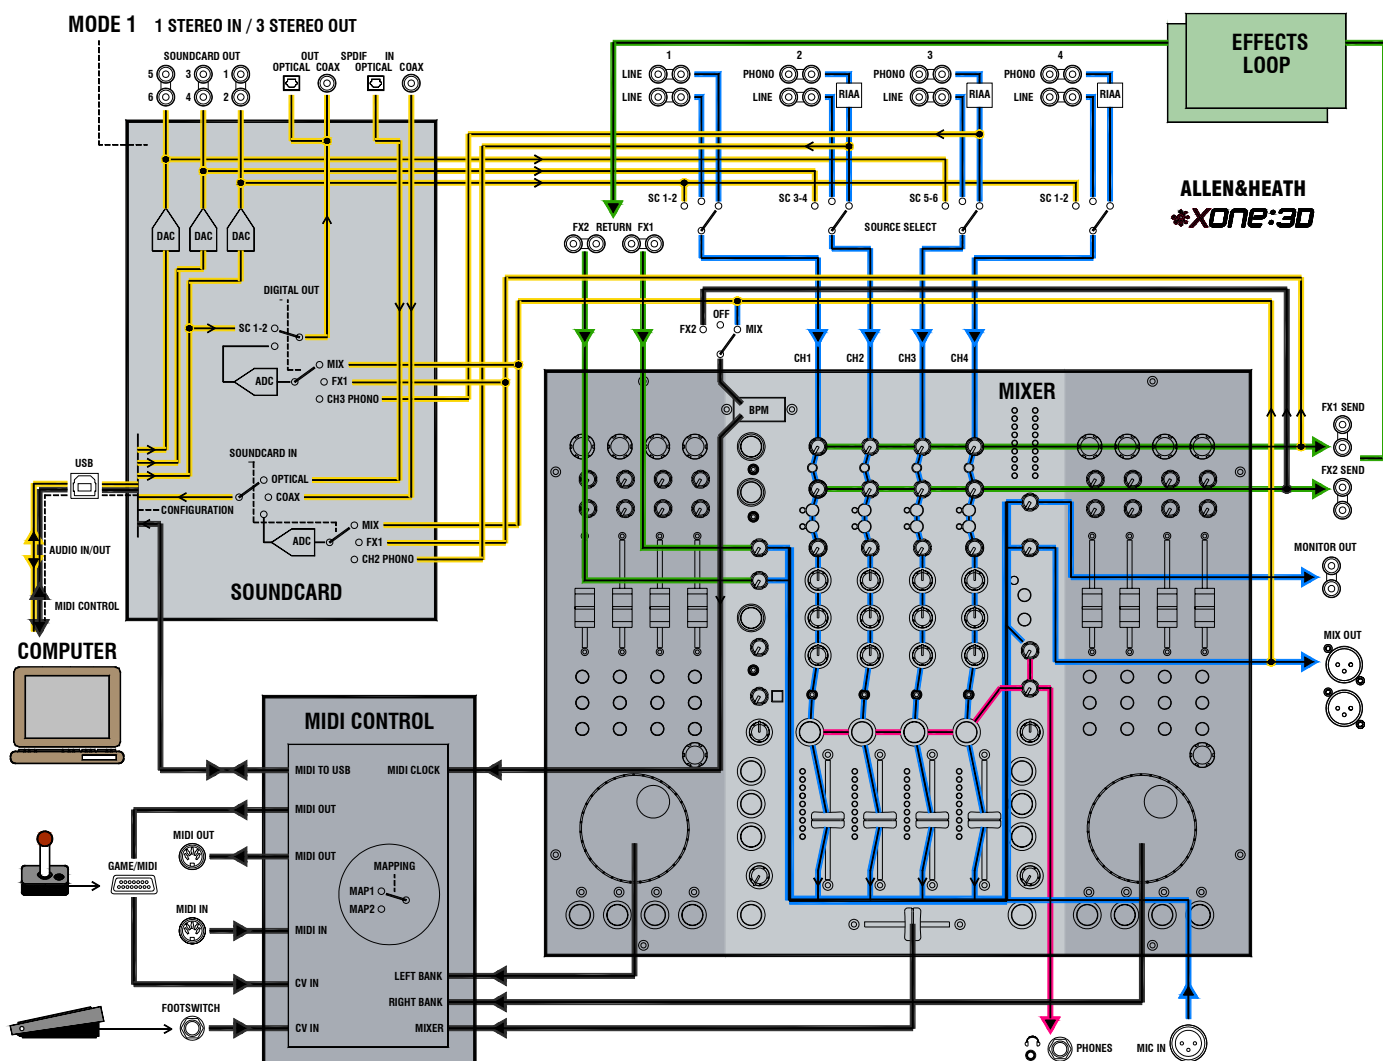 MODE 1 1 STEREO IN / 3 STEREO OUT
SOUNDCARD OUT
OUT SPDIF IN
OPTICAL COAX OPTICAL COAX
5 3 1
6 4 2
1 2 3 4
LINE PHONO PHONO PHONO
LINE LINE LINE LINE
RIAA RIAA RIAA
EFFECTS
LOOP
ALLEN&HEATH
XONE:3D
SC 1-2 SC 3-4 SC 5-6 SC 1-2
SOURCE SELECT
FX2 RETURN FX1
DAC DAC DAC
DIGITAL OUT
SC 1-2
MIX
ADC FX1
CH3 PHONO
OFF
FX2 MIX
CH1 CH2 CH3 CH4
MIXER
BPM
FX1 SEND
FX2 SEND
USB
SOUNDCARD IN
OPTICAL
COAX
CONFIGURATION
MIX
ADC FX1
CH2 PHONO
AUDIO IN/OUT
MIDI CONTROL
SOUNDCARD
MONITOR OUT
MIX OUT
COMPUTER
MIDI CONTROL
MIDI TO USB MIDI CLOCK
MIDI OUT
MIDI OUT
MIDI OUT
GAME/MIDI
MAPPING
MAP1
MAP2
MIDI IN
MIDI IN
CV IN
LEFT BANK
RIGHT BANK
FOOTSWITCH
CV IN MIXER
PHONES
MIC IN